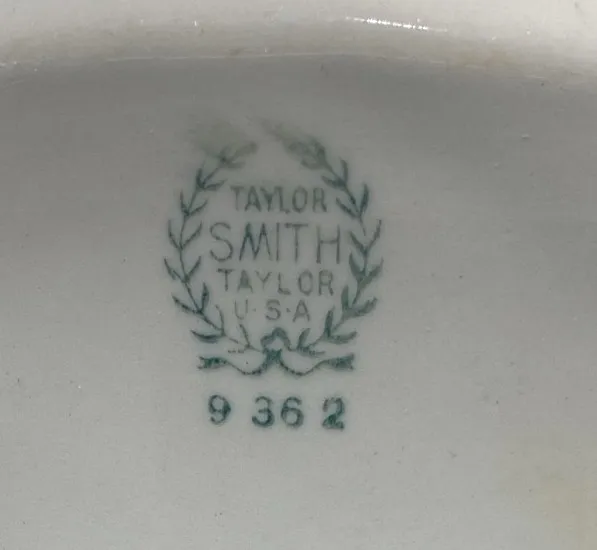 TAYLOR
SMITH
TAYLOR
U·S·A
9 36 2